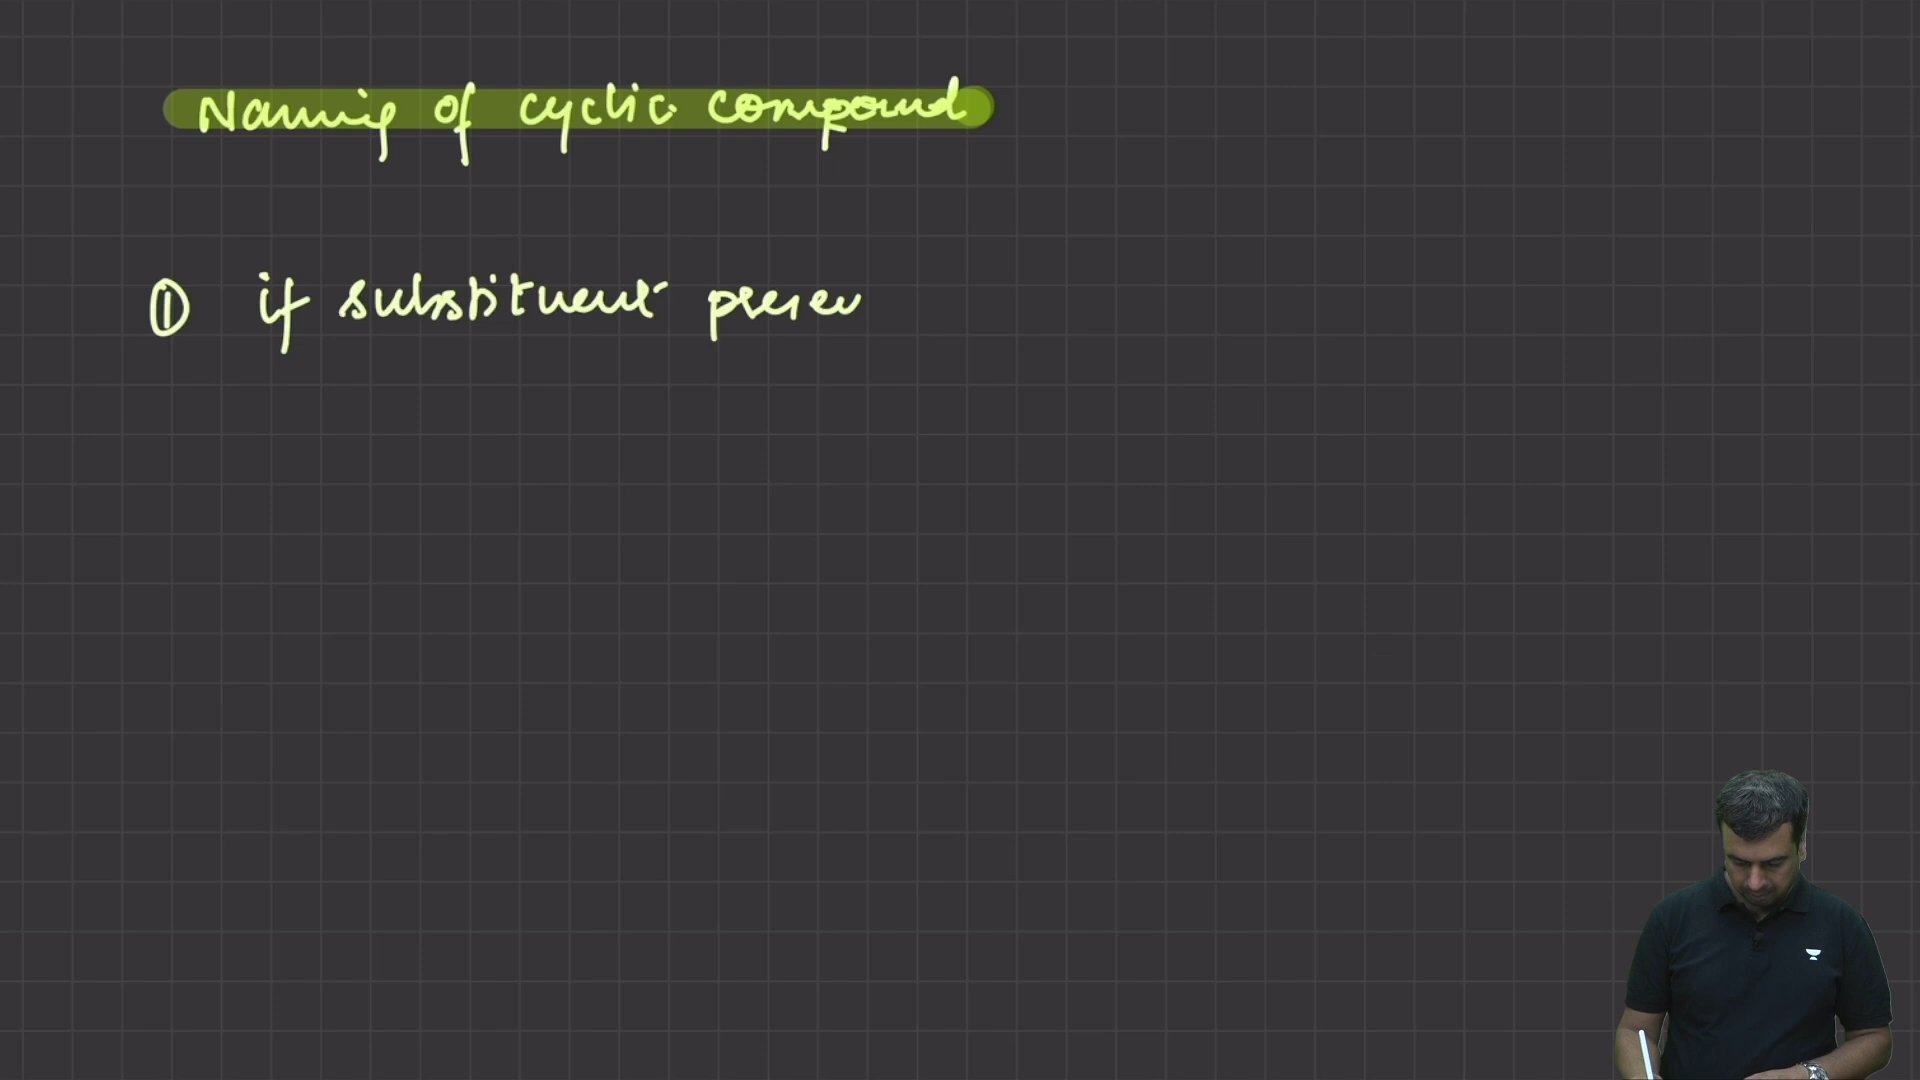 Naming of cyclic compound
① if substituent presen